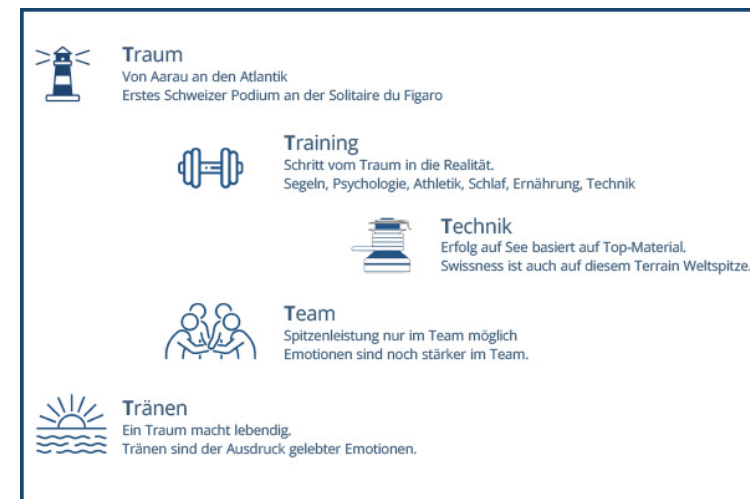 Traum
Von Aarau an den Atlantik
Erstes Schweizer Podium an der Solitaire du Figaro
Training
Schritt vom Traum in die Realität.
Segeln, Psychologie, Athletik, Schlaf, Ernährung, Technik
Technik
Erfolg auf See basiert auf Top-Material.
Swissness ist auch auf diesem Terrain Weltspitze.
Team
Spitzenleistung nur im Team möglich
Emotionen sind noch stärker im Team.
Tränen
Ein Traum macht lebendig.
Tränen sind der Ausdruck gelebter Emotionen.